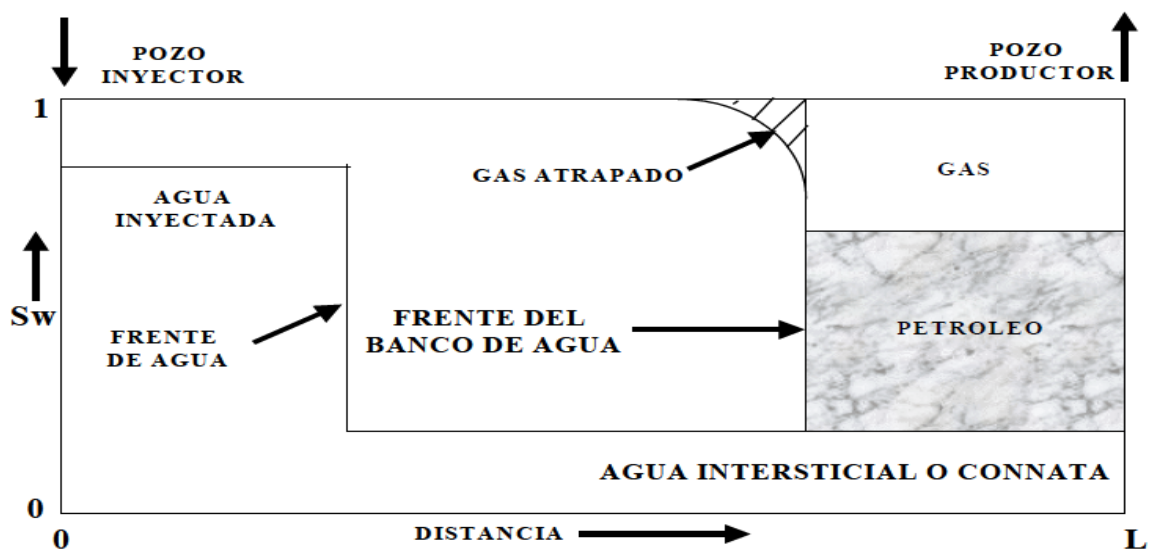 POZO
INYECTOR
POZO
PRODUCTOR
1
GAS ATRAPADO
GAS
AGUA
INYECTADA
Sw
FRENTE
DE AGUA
FRENTE DEL
BANCO DE AGUA
PETROLEO
AGUA INTERSTICIAL O CONNATA
0
DISTANCIA
0
L